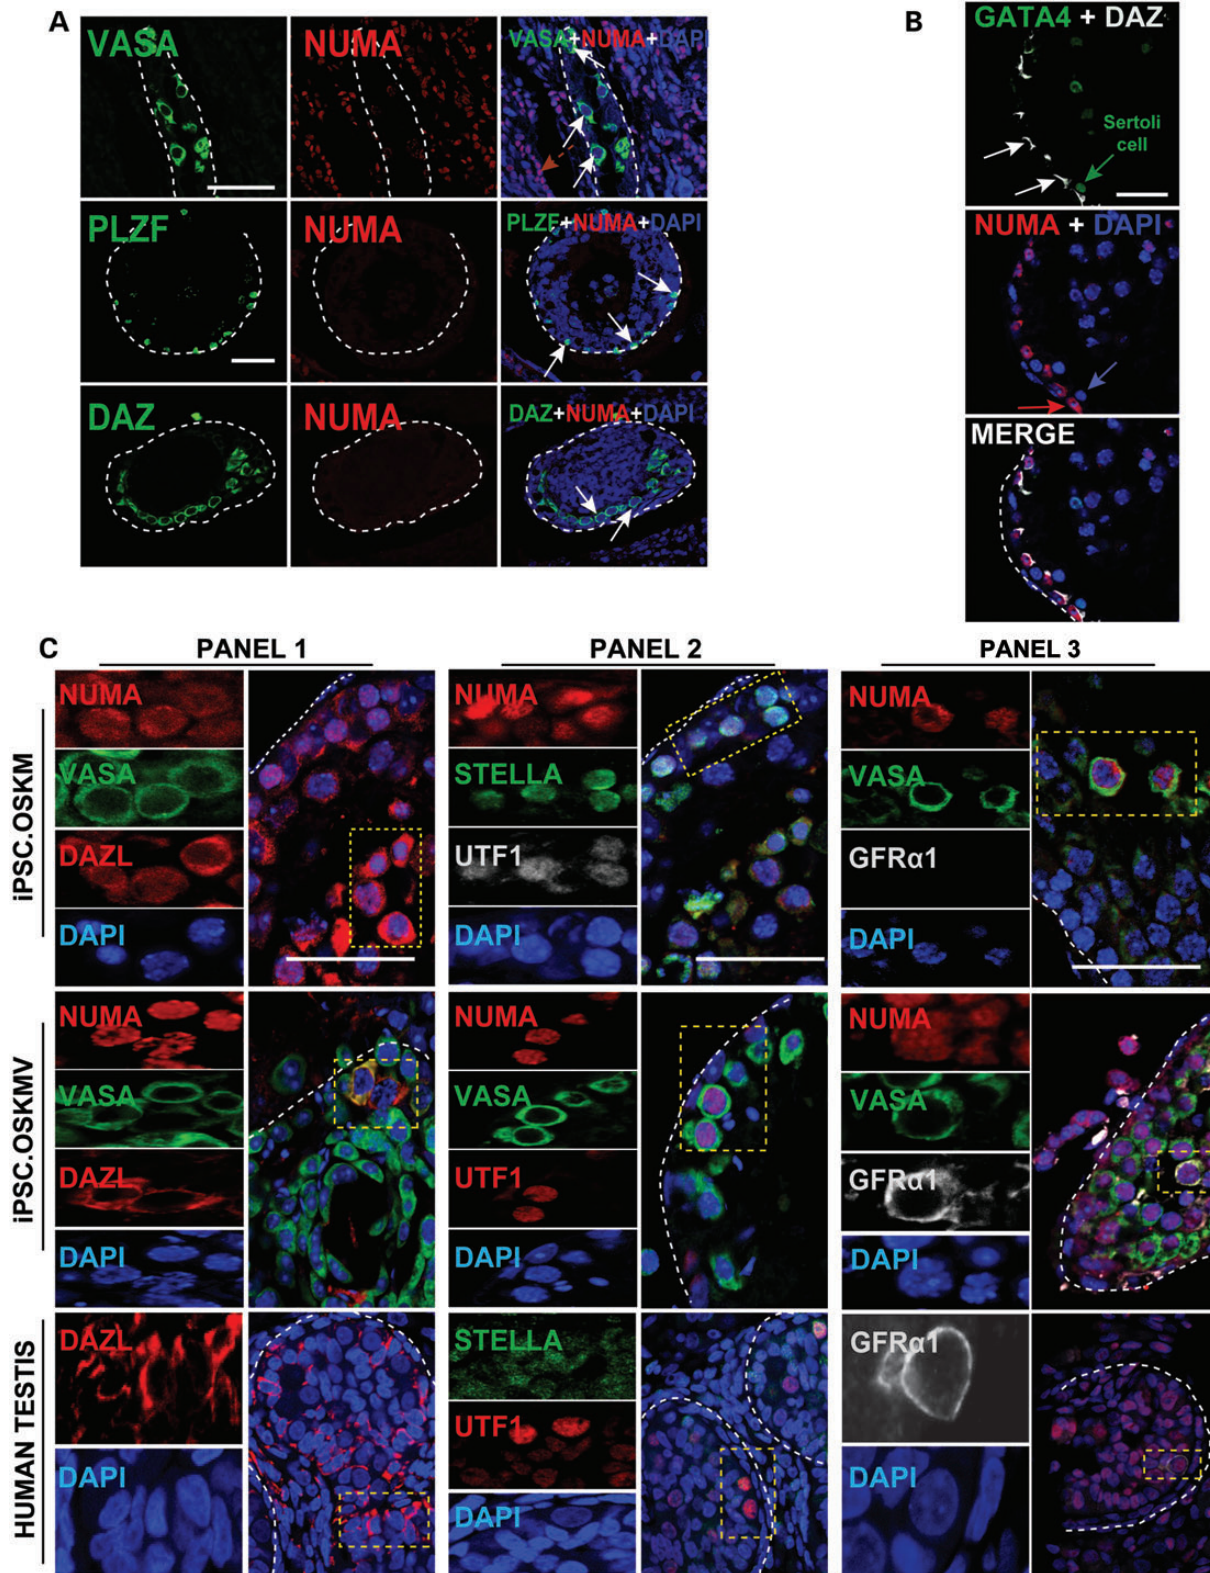 A
VASA
NUMA
VASA+NUMA+DAPI
PLZF
NUMA
PLZF+NUMA+DAPI
DAZ
NUMA
DAZ+NUMA+DAPI
B
GATA4 + DAZ
Sertoli
cell
NUMA + DAPI
MERGE
C
PANEL 1
PANEL 2
PANEL 3
iPSC.OSKM
NUMA
VASA
DAZL
DAPI
NUMA
STELLA
UTF1
DAPI
NUMA
VASA
GFRα1
DAPI
iPSC.OSKMV
NUMA
VASA
DAZL
DAPI
NUMA
VASA
UTF1
DAPI
NUMA
VASA
GFRα1
DAPI
HUMAN TESTIS
DAZL
DAPI
STELLA
UTF1
DAPI
GFRα1
DAPI